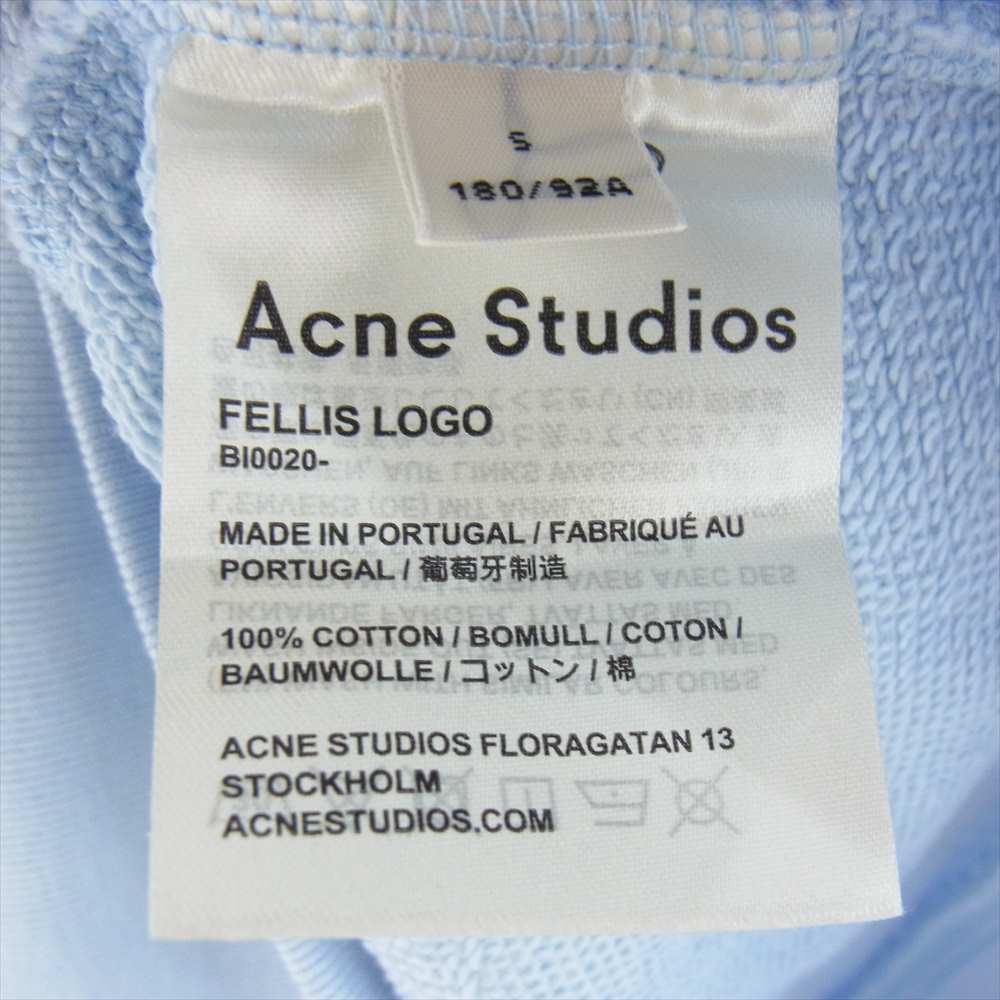 S
180/92A
Acne Studios
FELLIS LOGO
BI0020-
MADE IN PORTUGAL / FABRIQUÉ AU
PORTUGAL / 葡萄牙制造
100% COTTON / BOMULL / COTON /
BAUMWOLLE / コットン / 棉
ACNE STUDIOS FLORAGATAN 13
STOCKHOLM
ACNESTUDIOS.COM